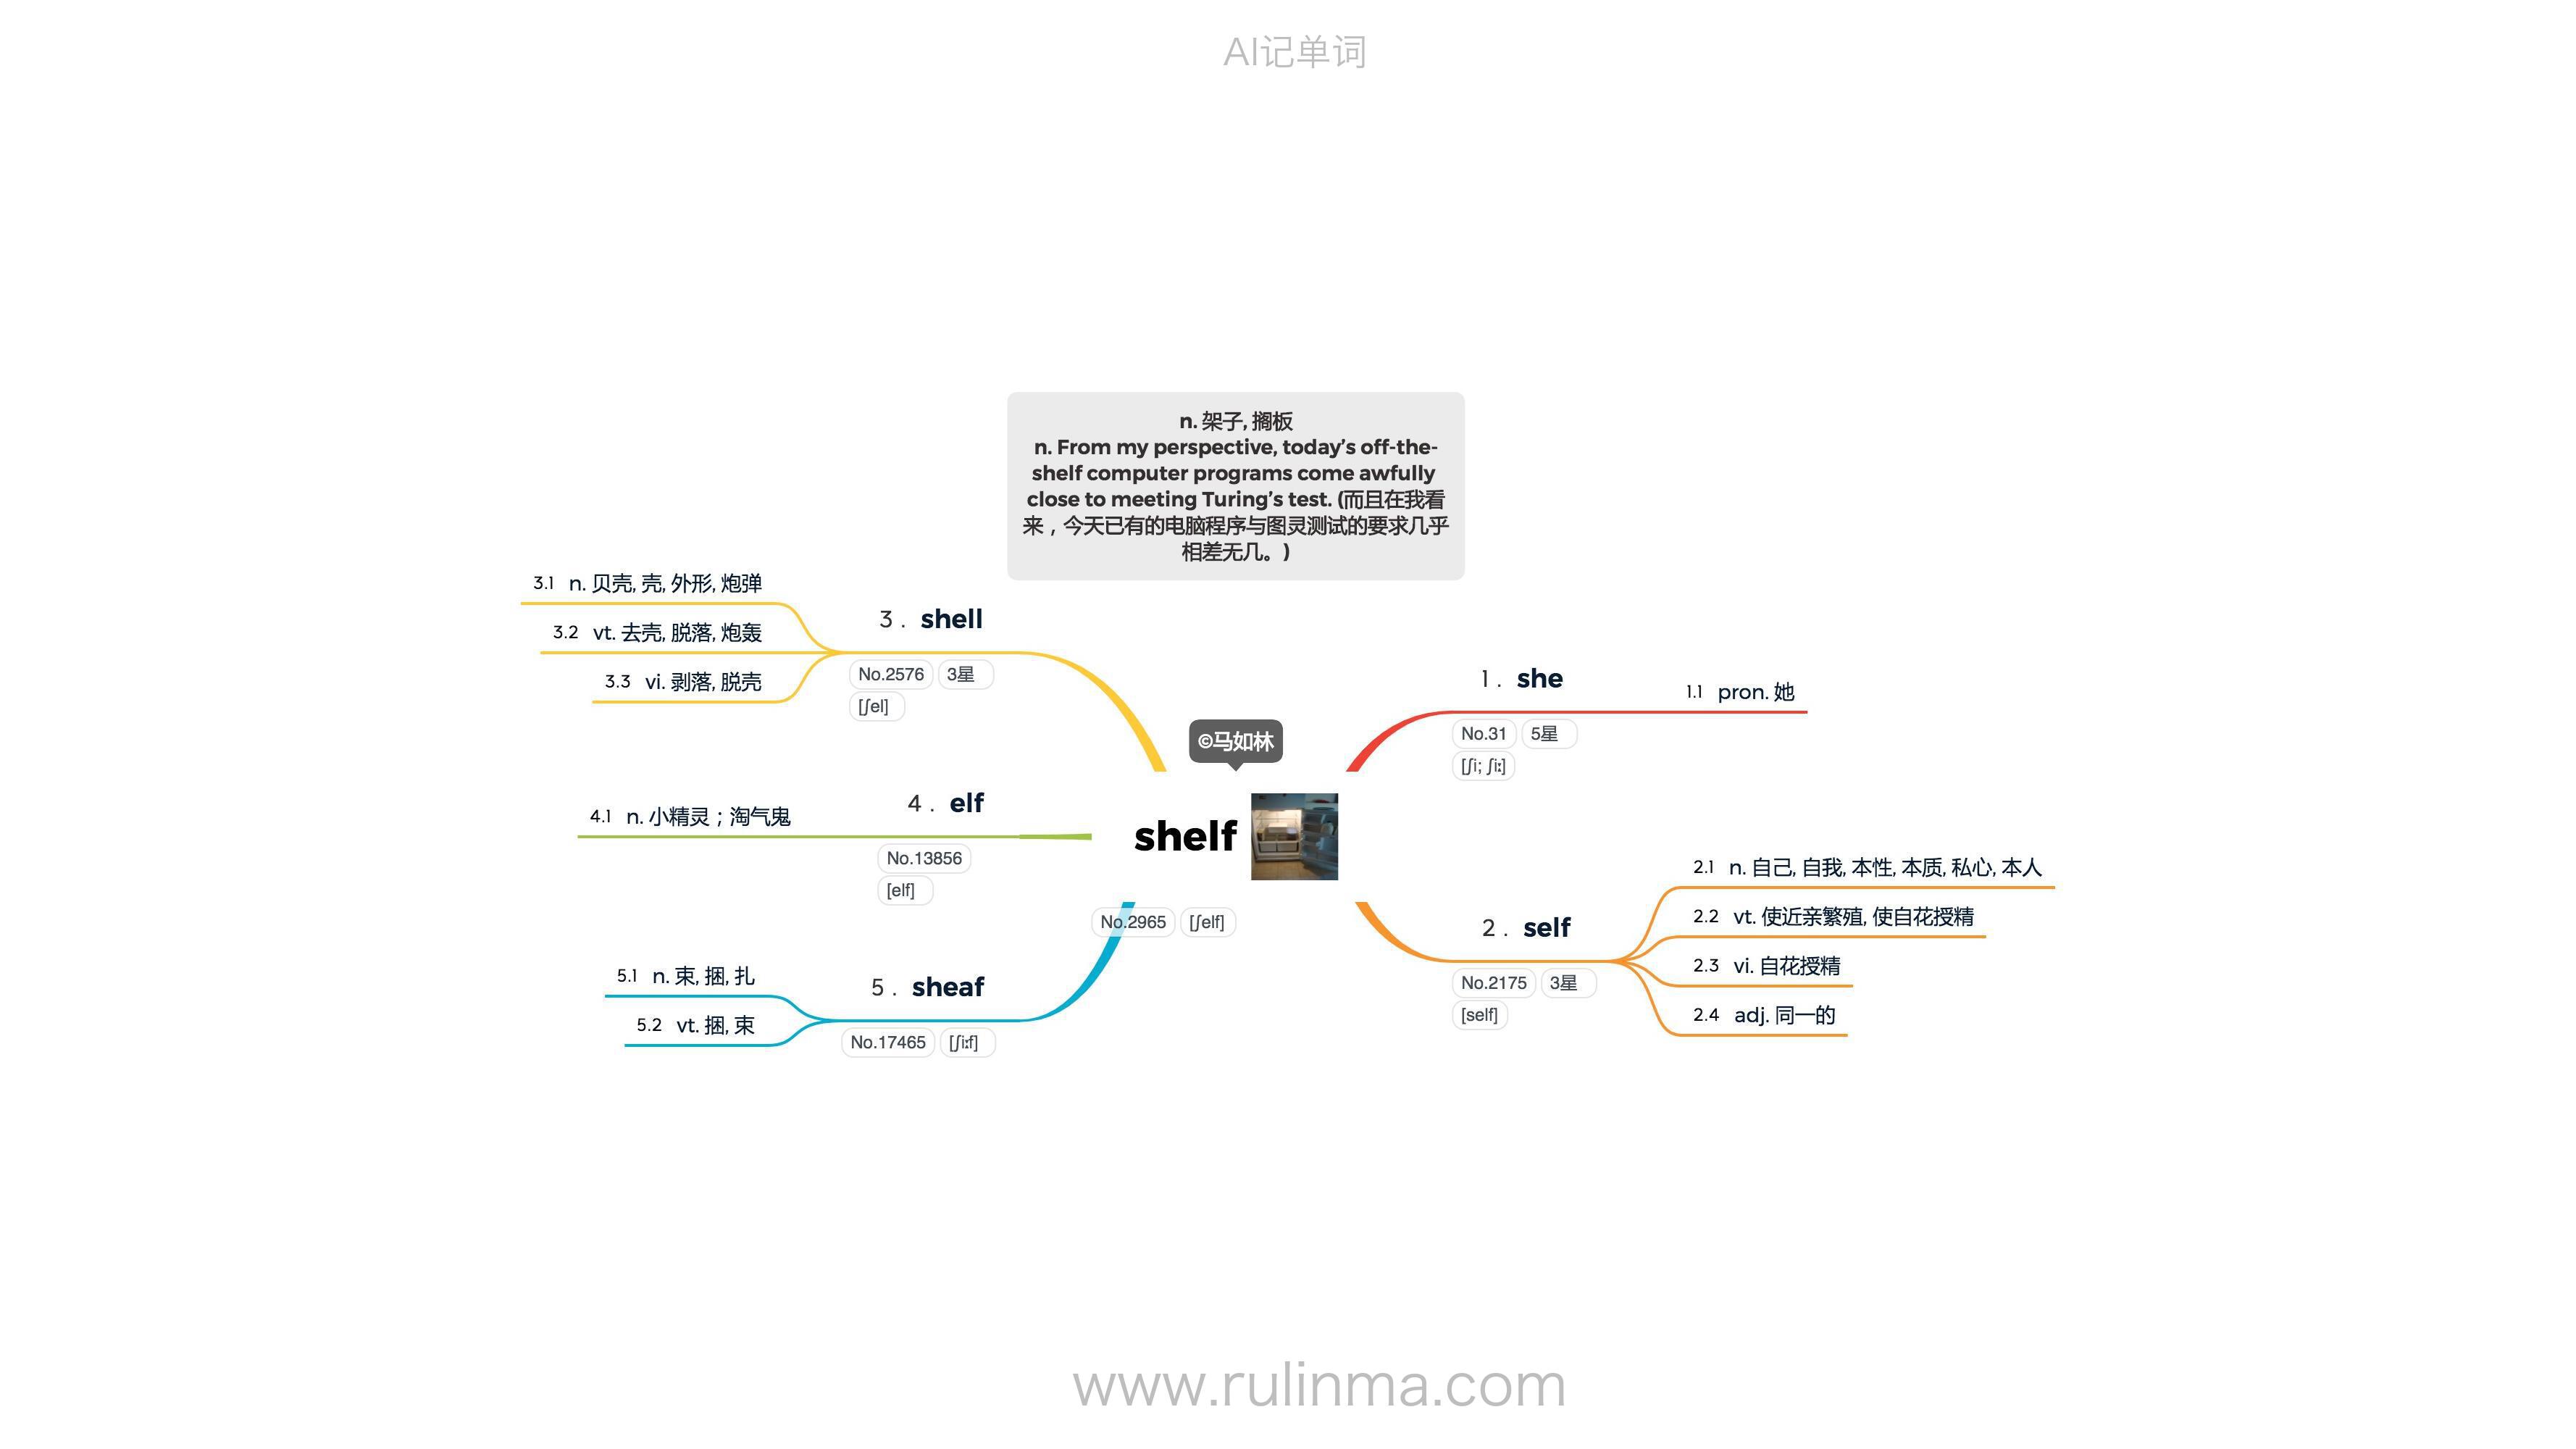 AI记单词
n. 架子, 搁板
n. From my perspective, today’s off-the-
shelf computer programs come awfully
close to meeting Turing’s test. (而且在我看
来，今天已有的电脑程序与图灵测试的要求几乎
相差无几。)
©马如林
shelf
No.2965 [ʃelf]
1 . she
No.31 5星
[ʃi; ʃiː]
1.1 pron. 她
2 . self
No.2175 3星
[self]
2.1 n. 自己, 自我, 本性, 本质, 私心, 本人
2.2 vt. 使近亲繁殖, 使自花授精
2.3 vi. 自花授精
2.4 adj. 同一的
3 . shell
No.2576 3星
[ʃel]
3.1 n. 贝壳, 壳, 外形, 炮弹
3.2 vt. 去壳, 脱落, 炮轰
3.3 vi. 剥落, 脱壳
4 . elf
No.13856
[elf]
4.1 n. 小精灵；淘气鬼
5 . sheaf
No.17465 [ʃiːf]
5.1 n. 束, 捆, 扎
5.2 vt. 捆, 束
www.rulinma.com